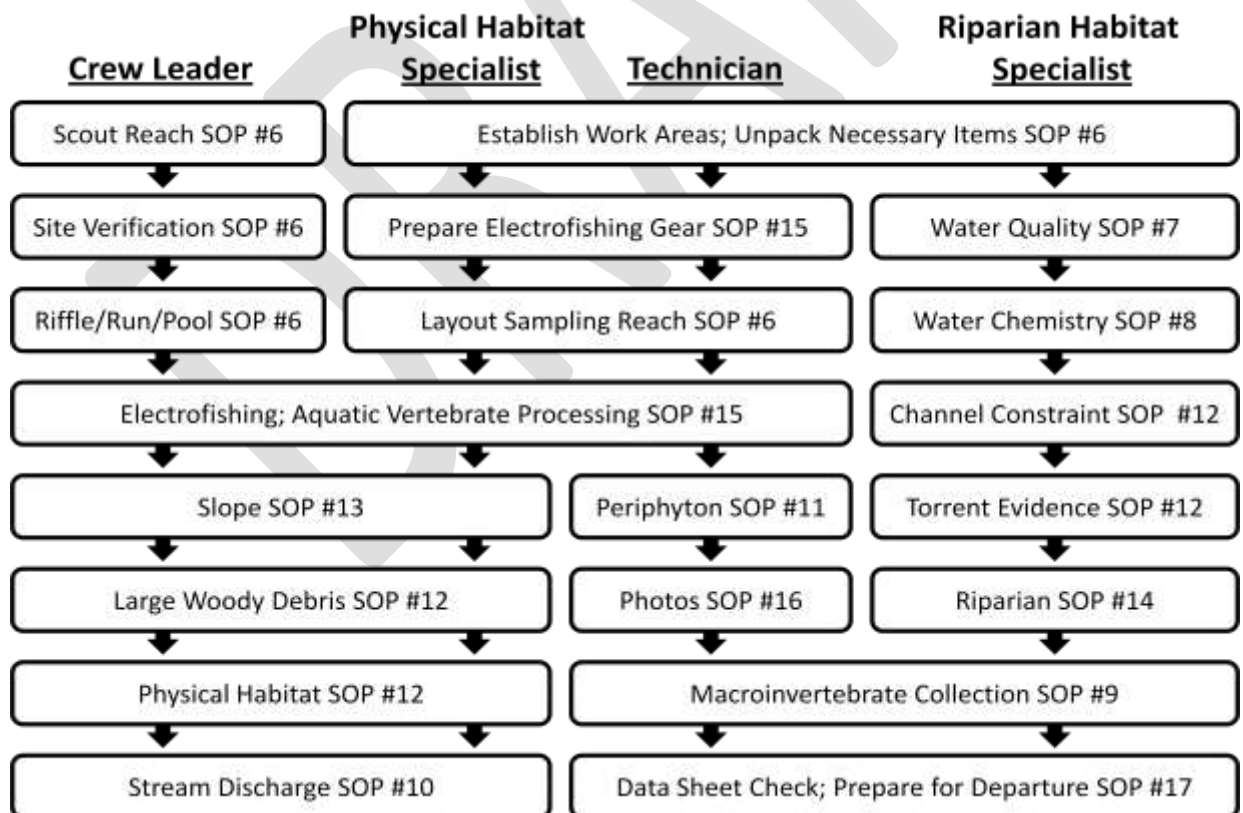 Physical Habitat Riparian Habitat
Crew Leader Specialist Technician Specialist
Scout Reach SOP #6 Establish Work Areas; Unpack Necessary Items SOP #6
Site Verification SOP #6 Prepare Electrofishing Gear SOP #15 Water Quality SOP #7
Riffle/Run/Pool SOP #6 Layout Sampling Reach SOP #6 Water Chemistry SOP #8
Electrofishing; Aquatic Vertebrate Processing SOP #15 Channel Constraint SOP #12
Slope SOP #13 Periphyton SOP #11 Torrent Evidence SOP #12
Large Woody Debris SOP #12 Photos SOP #16 Riparian SOP #14
Physical Habitat SOP #12 Macroinvertebrate Collection SOP #9
Stream Discharge SOP #10 Data Sheet Check; Prepare for Departure SOP #17